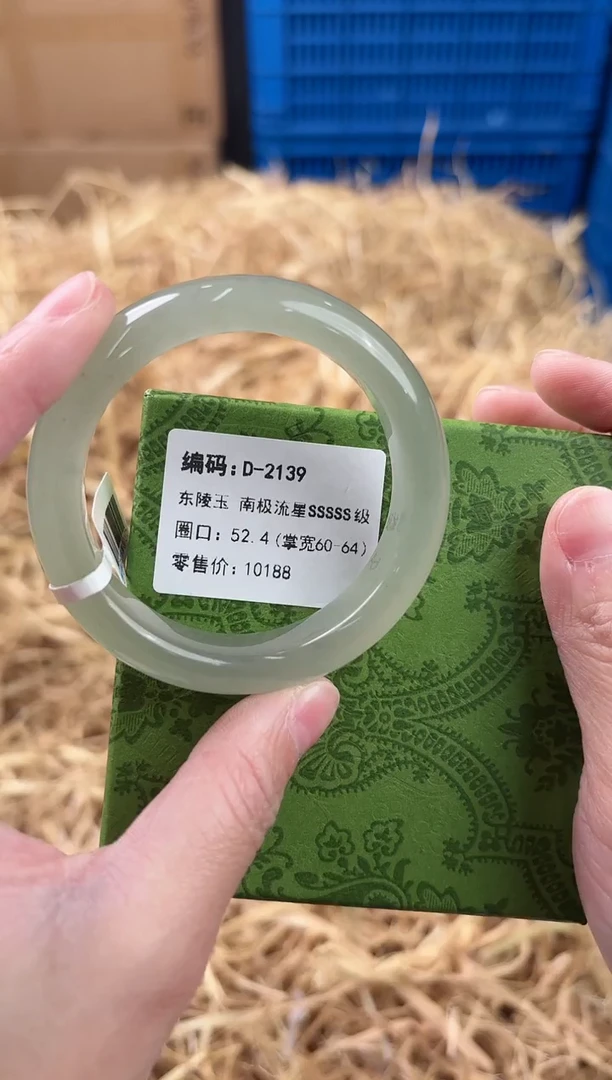 编码:D-2139
东陵玉 南极流星SSSSS级
圈口: 52.4(掌宽60-64)
零售价: 10188